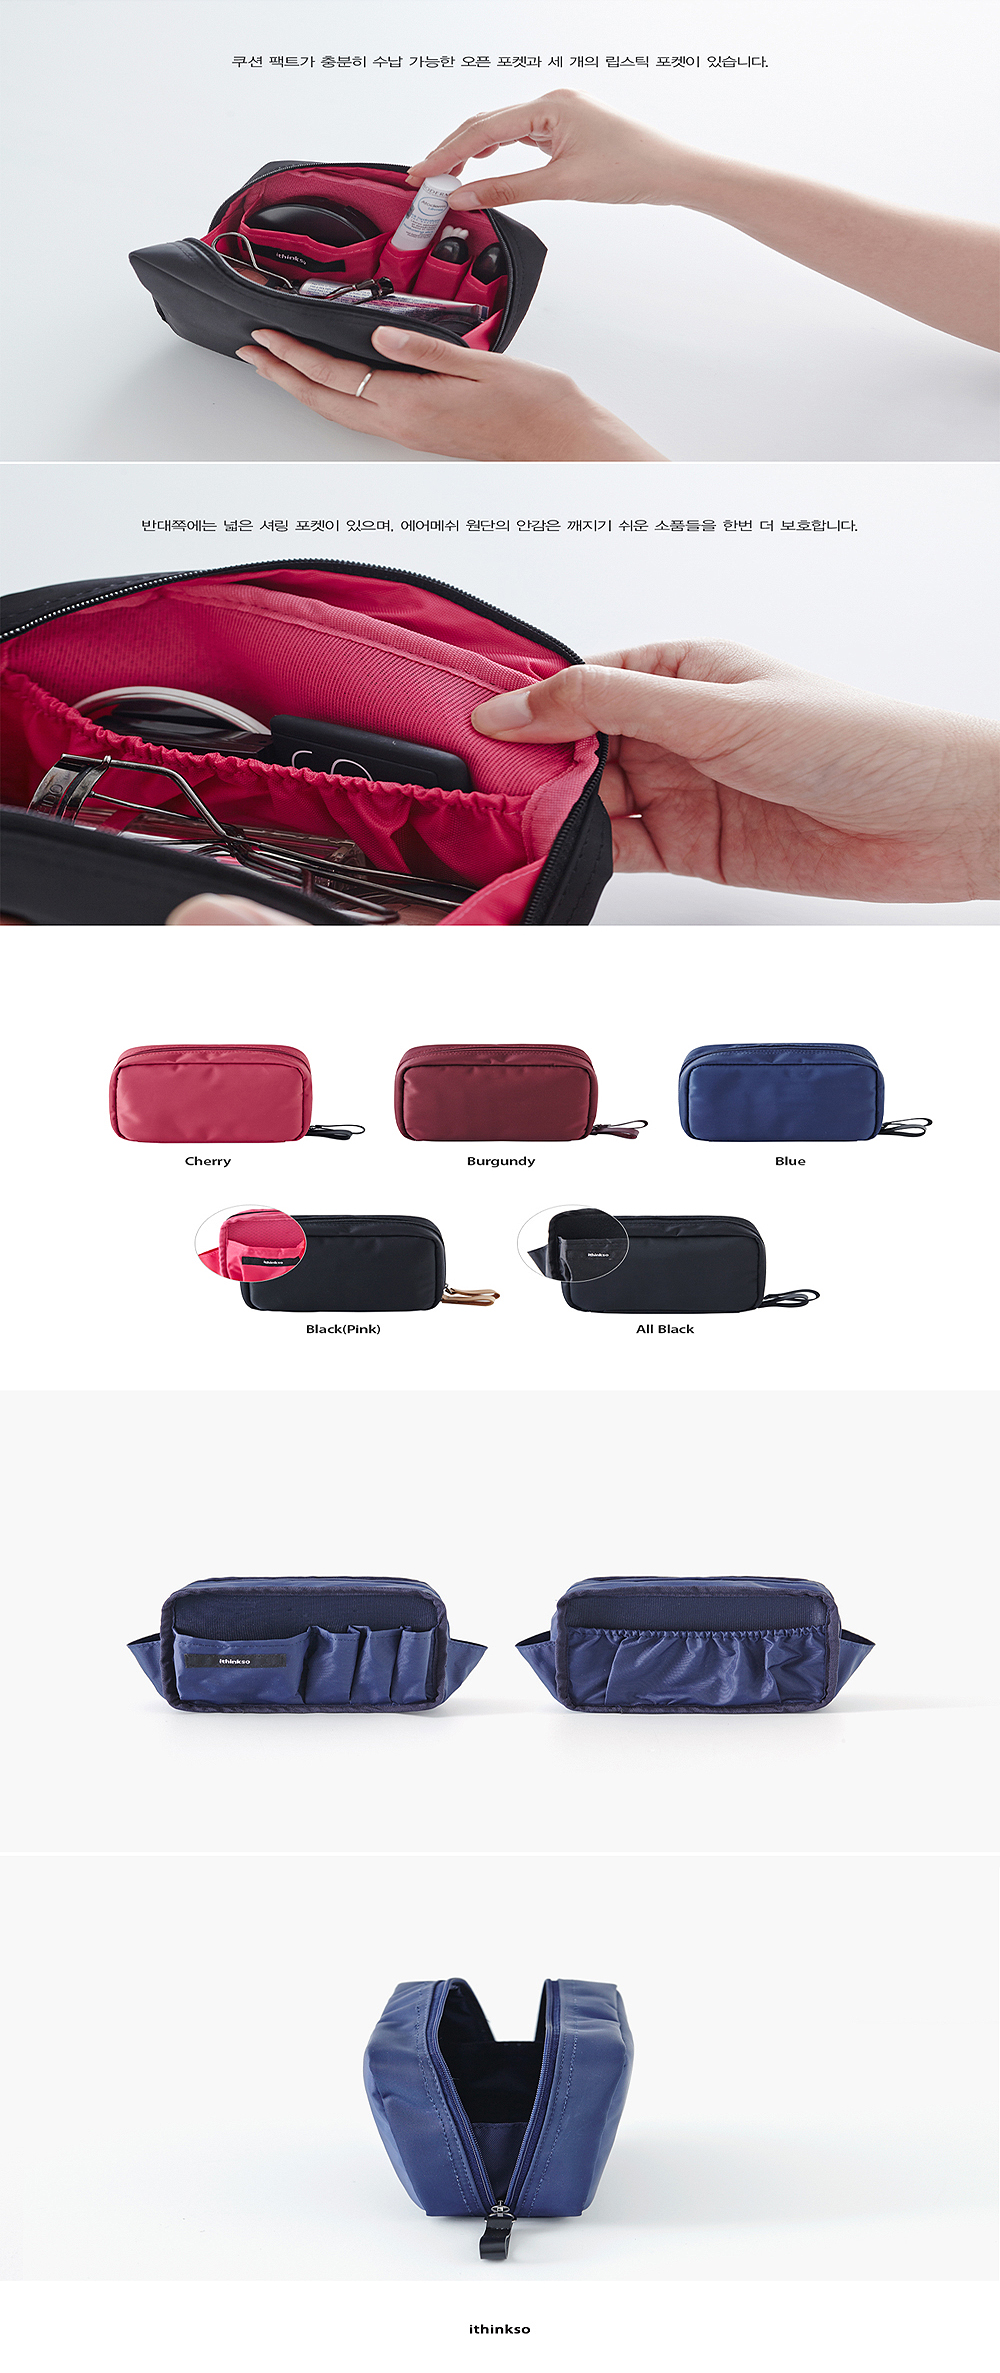 쿠션 팩트가 충분히 수납 가능한 오픈 포켓과 세 개의 립스틱 포켓이 있습니다.
ithinkso
반대쪽에는 넓은 셔링 포켓이 있으며, 에어메쉬 원단의 안감은 깨지기 쉬운 소품들을 한번 더 보호합니다.
Cherry
Burgundy
Blue
ithinkso
ithinkso
Black(Pink)
All Black
ithinkso
ithinkso